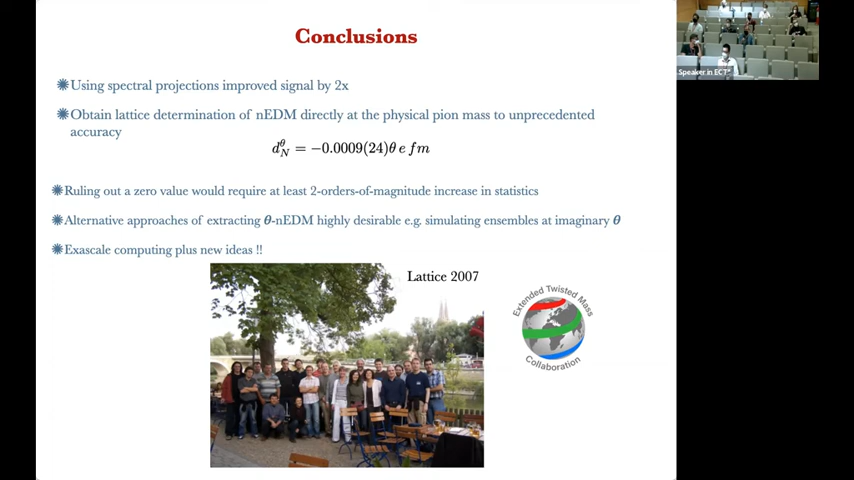 Conclusions
Using spectral projections improved signal by 2x
Obtain lattice determination of nEDM directly at the physical pion mass to unprecedented
accuracy
d_N^θ = −0.0009(24)θ e fm
Ruling out a zero value would require at least 2-orders-of-magnitude increase in statistics
Alternative approaches of extracting θ-nEDM highly desirable e.g. simulating ensembles at imaginary θ
Exascale computing plus new ideas !!
Lattice 2007
Extended Twisted Mass
Collaboration
Speaker in ECT*